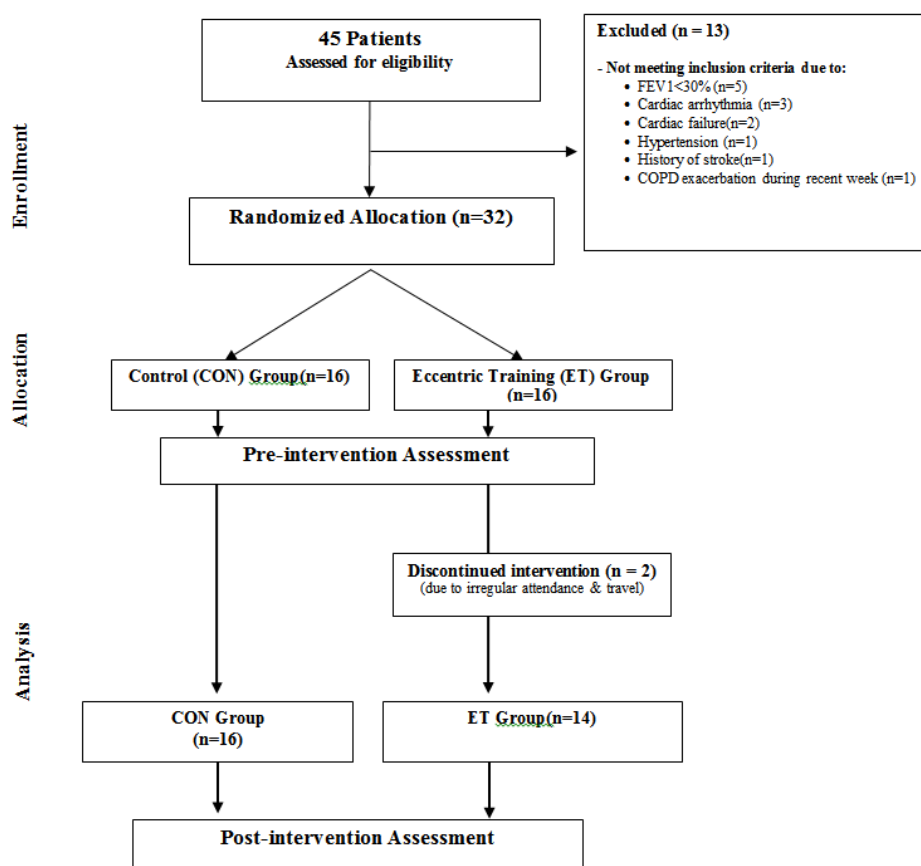 45 Patients
Assessed for eligibility
Excluded (n = 13)
- Not meeting inclusion criteria due to:
• FEV1<30% (n=5)
• Cardiac arrhythmia (n=3)
• Cardiac failure(n=2)
• Hypertension (n=1)
• History of stroke(n=1)
• COPD exacerbation during recent week (n=1)
Enrollment
Randomized Allocation (n=32)
Allocation
Control (CON) Group(n=16)
Eccentric Training (ET) Group
(n=16)
Pre-intervention Assessment
Discontinued intervention (n = 2)
(due to irregular attendance & travel)
Analysis
CON Group
(n=16)
ET Group(n=14)
Post-intervention Assessment